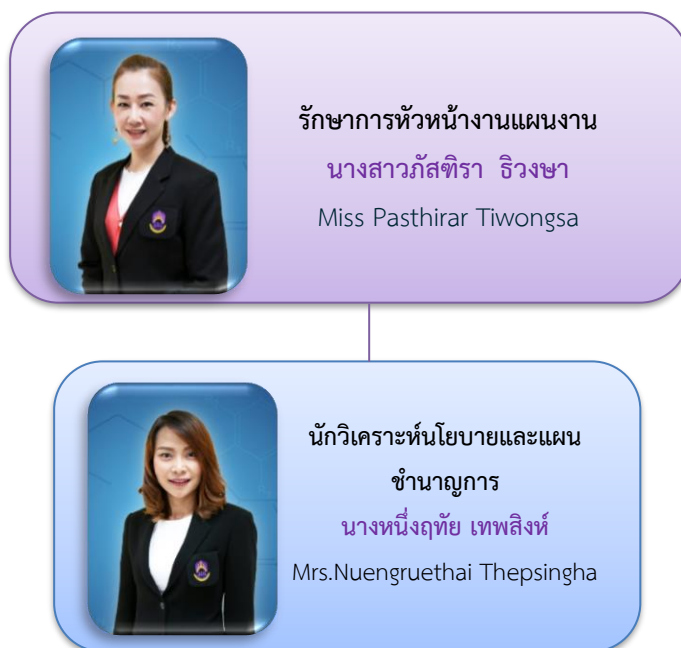 รักษาการหัวหน้างานแผนงาน
นางสาวภัสฑิรา ธิวงษา
Miss Pasthirar Tiwongsa
นักวิเคราะห์นโยบายและแผน
ชำนาญการ
นางหนึ่งฤทัย เทพสิงห์
Mrs.Nuengruethai Thepsingha